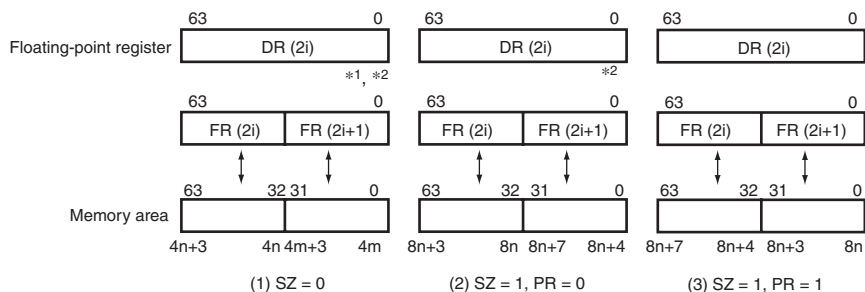 63 0 63 0 63 0
Floating-point register DR (2i) DR (2i) DR (2i)
*1, *2 *2
63 0 63 0 63 0
FR (2i) FR (2i+1) FR (2i) FR (2i+1) FR (2i) FR (2i+1)
63 32 31 0 63 32 31 0 63 32 31 0
Memory area
4n+3 4n 4m+3 4m 8n+3 8n 8n+7 8n+4 8n+7 8n+4 8n+3 8n
(1) SZ = 0 (2) SZ = 1, PR = 0 (3) SZ = 1, PR = 1